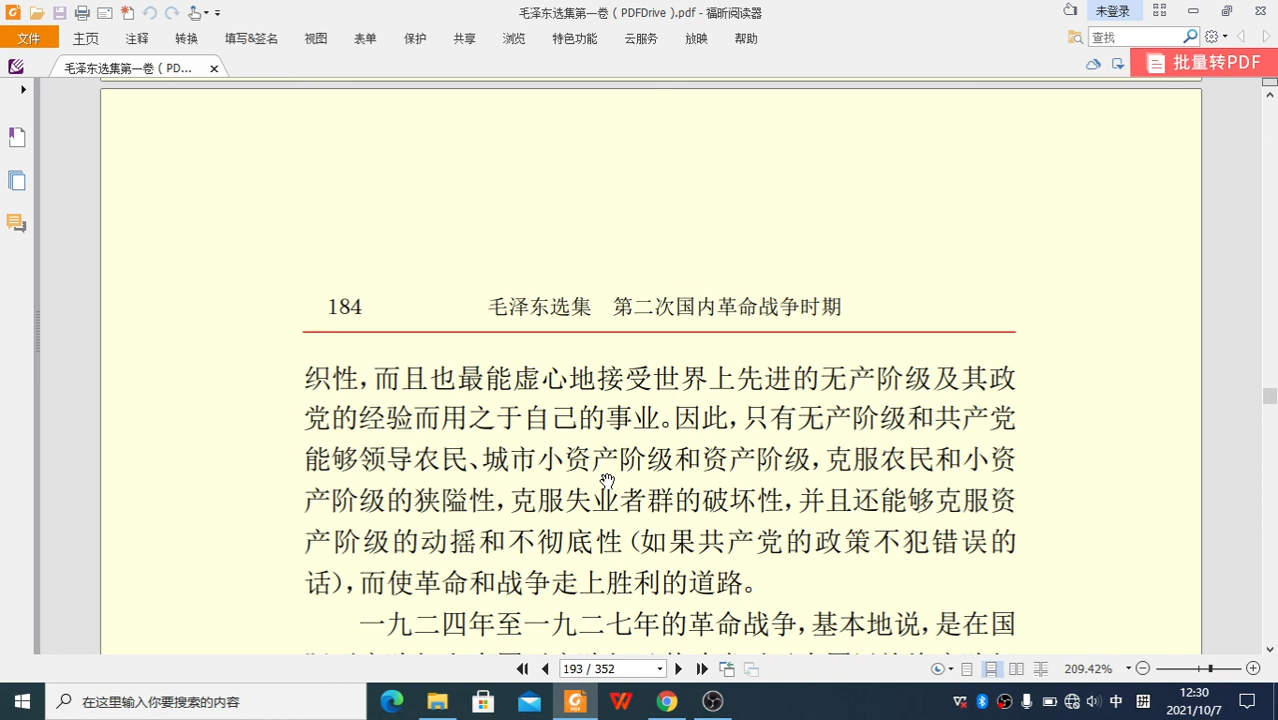 毛泽东选集第一卷 ( PDFDrive ).pdf - 福昕阅读器
未登录
文件 主页 注释 转换 填写&签名 视图 表单 保护 共享 浏览 特色功能 云服务 放映 帮助 查找
毛泽东选集第一卷 ( PD... 批量转PDF
184 毛泽东选集 第二次国内革命战争时期
织性,而且也最能虚心地接受世界上先进的无产阶级及其政
党的经验而用之于自己的事业。因此,只有无产阶级和共产党
能够领导农民、城市小资产阶级和资产阶级,克服农民和小资
产阶级的狭隘性,克服失业者群的破坏性,并且还能够克服资
产阶级的动摇和不彻底性(如果共产党的政策不犯错误的
话),而使革命和战争走上胜利的道路。
一九二四年至一九二七年的革命战争,基本地说,是在国
193 / 352 209.42%
在这里输入你要搜索的内容 中 拼 12:30
2021/10/7